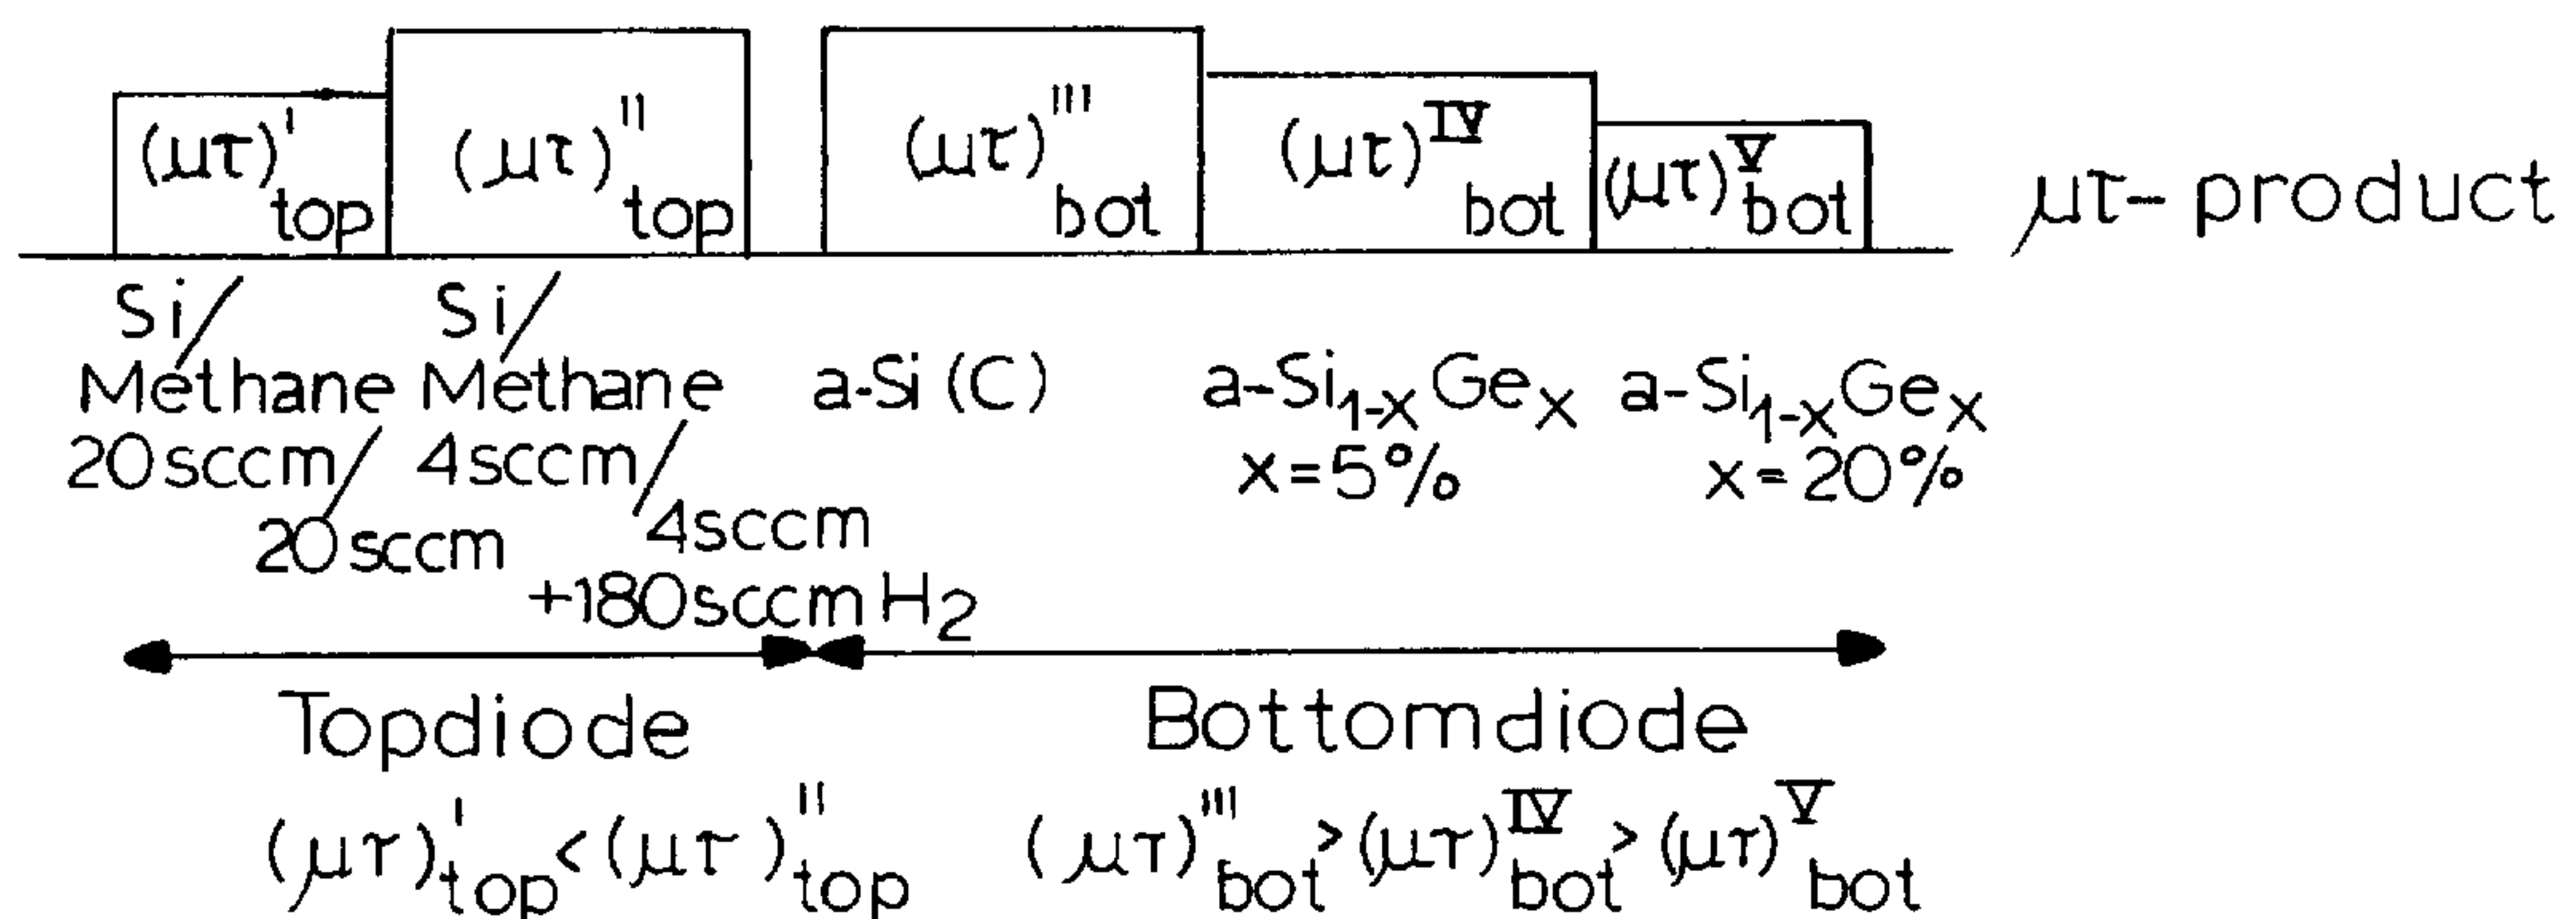 (μτ)'top (μτ)''top (μτ)'''bot (μτ)IVbot (μτ)Vbot μτ- product
Si/ Si/
Methane Methane a-Si (C) a-Si1-xGex a-Si1-xGex
20sccm/ 4sccm/ x=5% x=20%
20sccm 4sccm
+180sccm H2
Topdiode Bottomdiode
(μτ)'top<(μτ)''top (μτ)'''bot>(μτ)IVbot>(μτ)Vbot